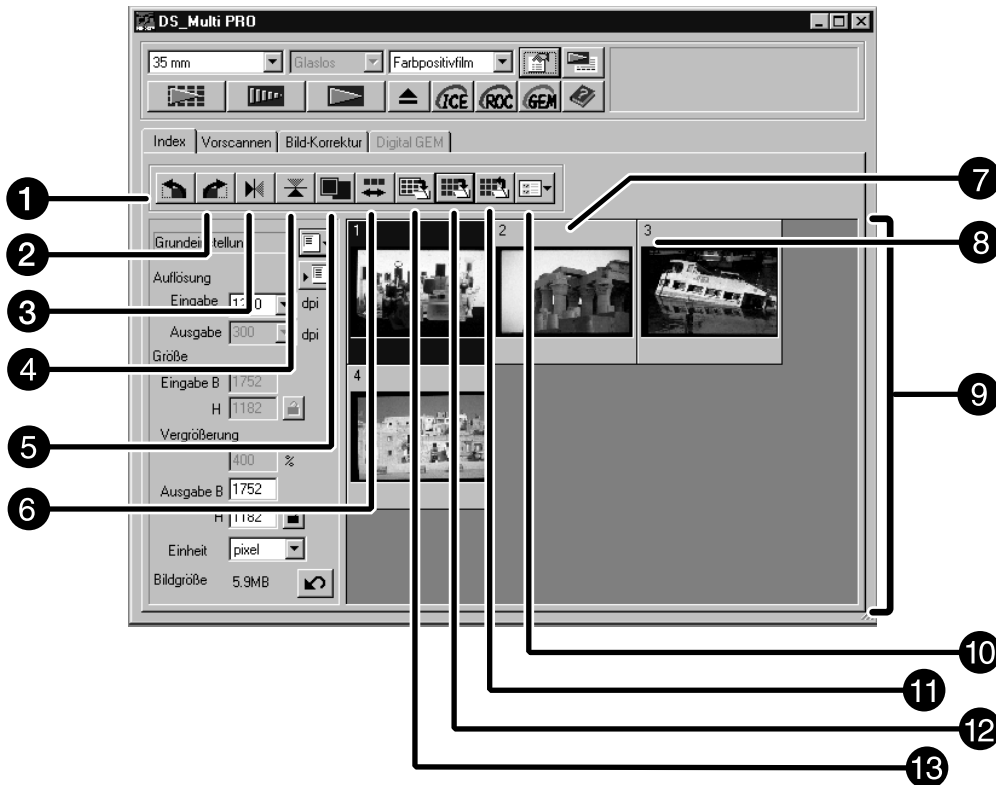 DS_Multi PRO
35 mm Glaslos Farbpositivfilm
ICE ROC GEM
Index Vorscannen Bild-Korrektur Digital GEM
1
2
3
4
5
6
7
8
9
10
11
12
13
1 2 3
4
Auflösung
Eingabe dpi
Ausgabe 300 dpi
Größe
Eingabe B 1752
H 1182
Vergrößerung
400 %
Ausgabe B 1752
H 1182
Einheit pixel
Bildgröße 5.9MB